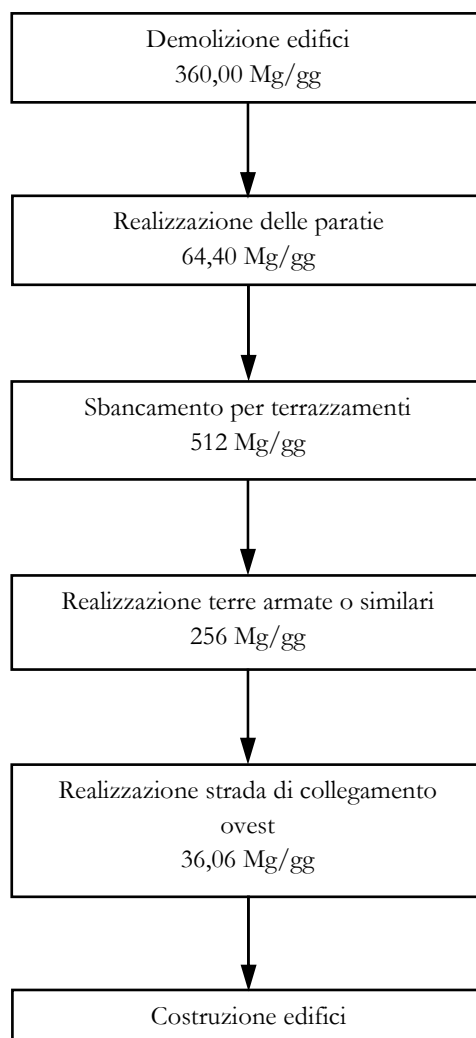 Demolizione edifici
360,00 Mg/gg
Realizzazione delle paratie
64,40 Mg/gg
Sbancamento per terrazzamenti
512 Mg/gg
Realizzazione terre armate o similari
256 Mg/gg
Realizzazione strada di collegamento
ovest
36,06 Mg/gg
Costruzione edifici